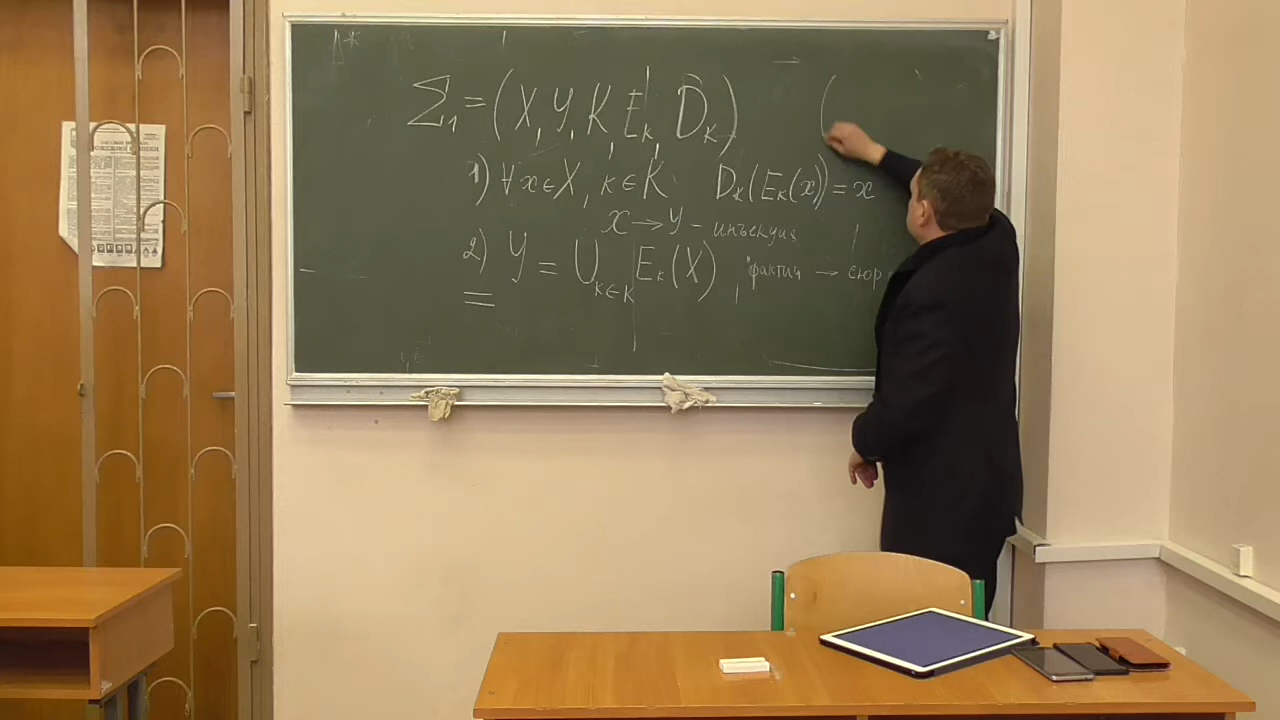 Σ₁ = (X, Y, K, E_k, D_k) (
1) ∀x∈X, k∈K D_k(E_k(x)) = x
x → y - инъекция
2) Y = ∪_{k∈K} E_k(X) , фактич → сюр